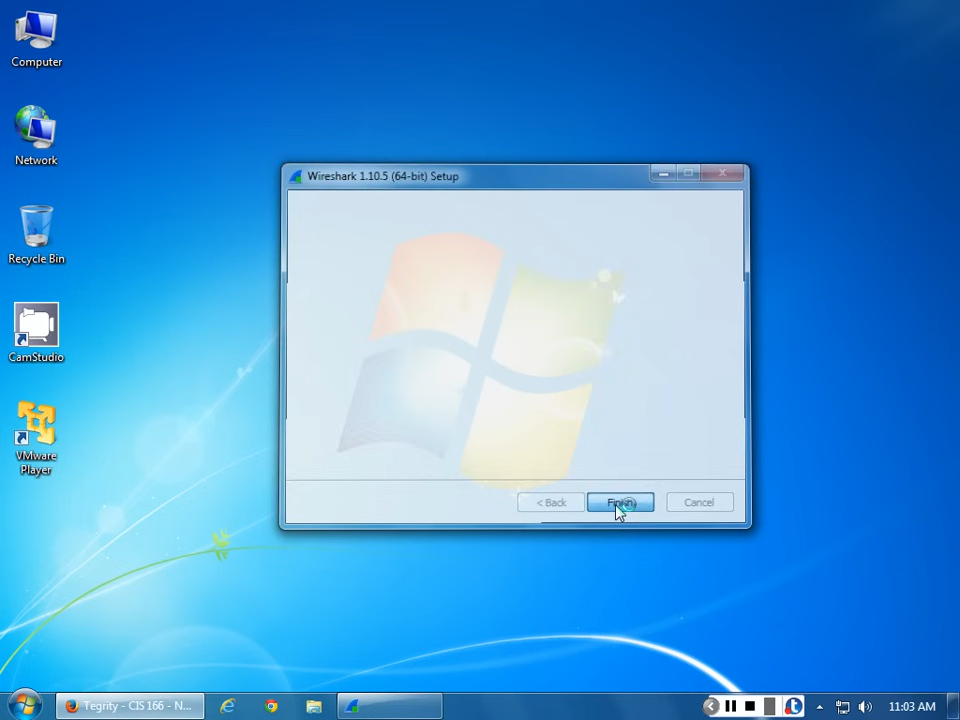 Computer
Network
Recycle Bin
CamStudio
VMware
Player
Wireshark 1.10.5 (64-bit) Setup
< Back
Finish
Cancel
Tegrity - CIS 166 - N...
11:03 AM